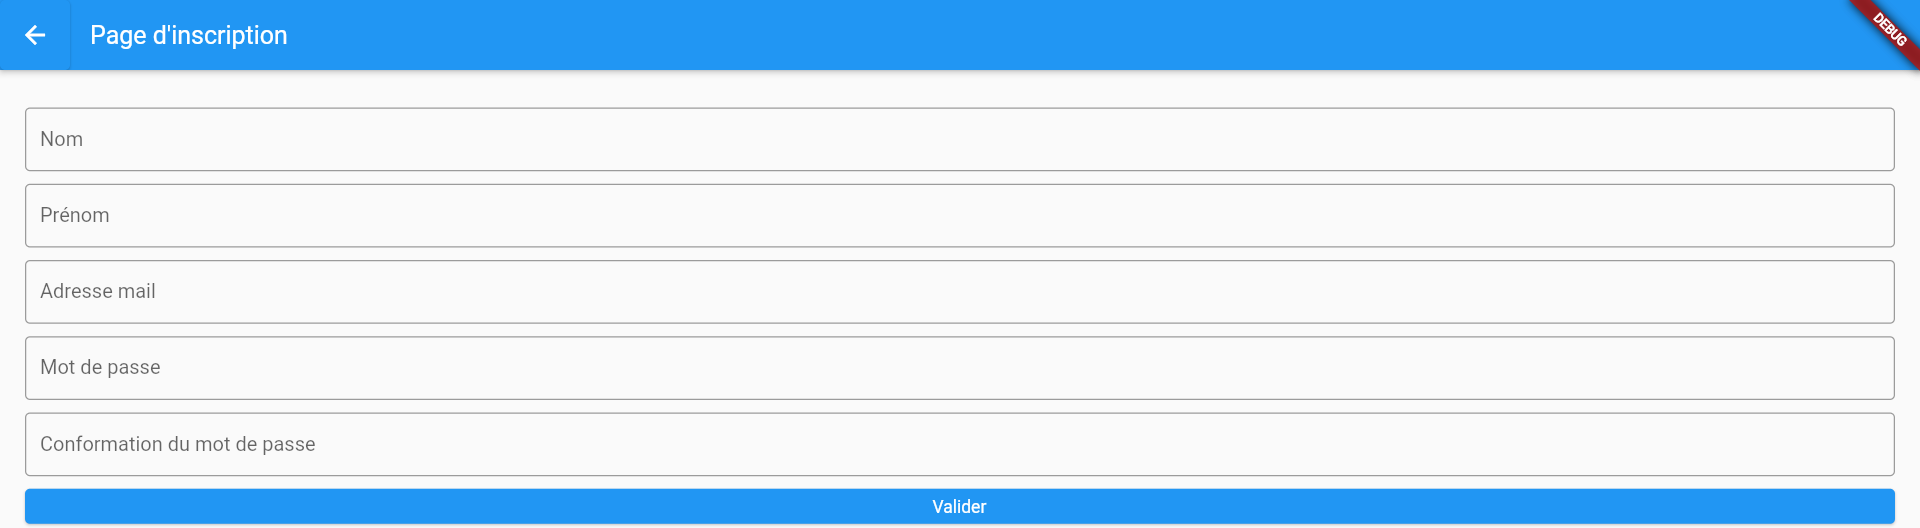 Page d'inscription
DEBUG
Nom
Prénom
Adresse mail
Mot de passe
Conformation du mot de passe
Valider